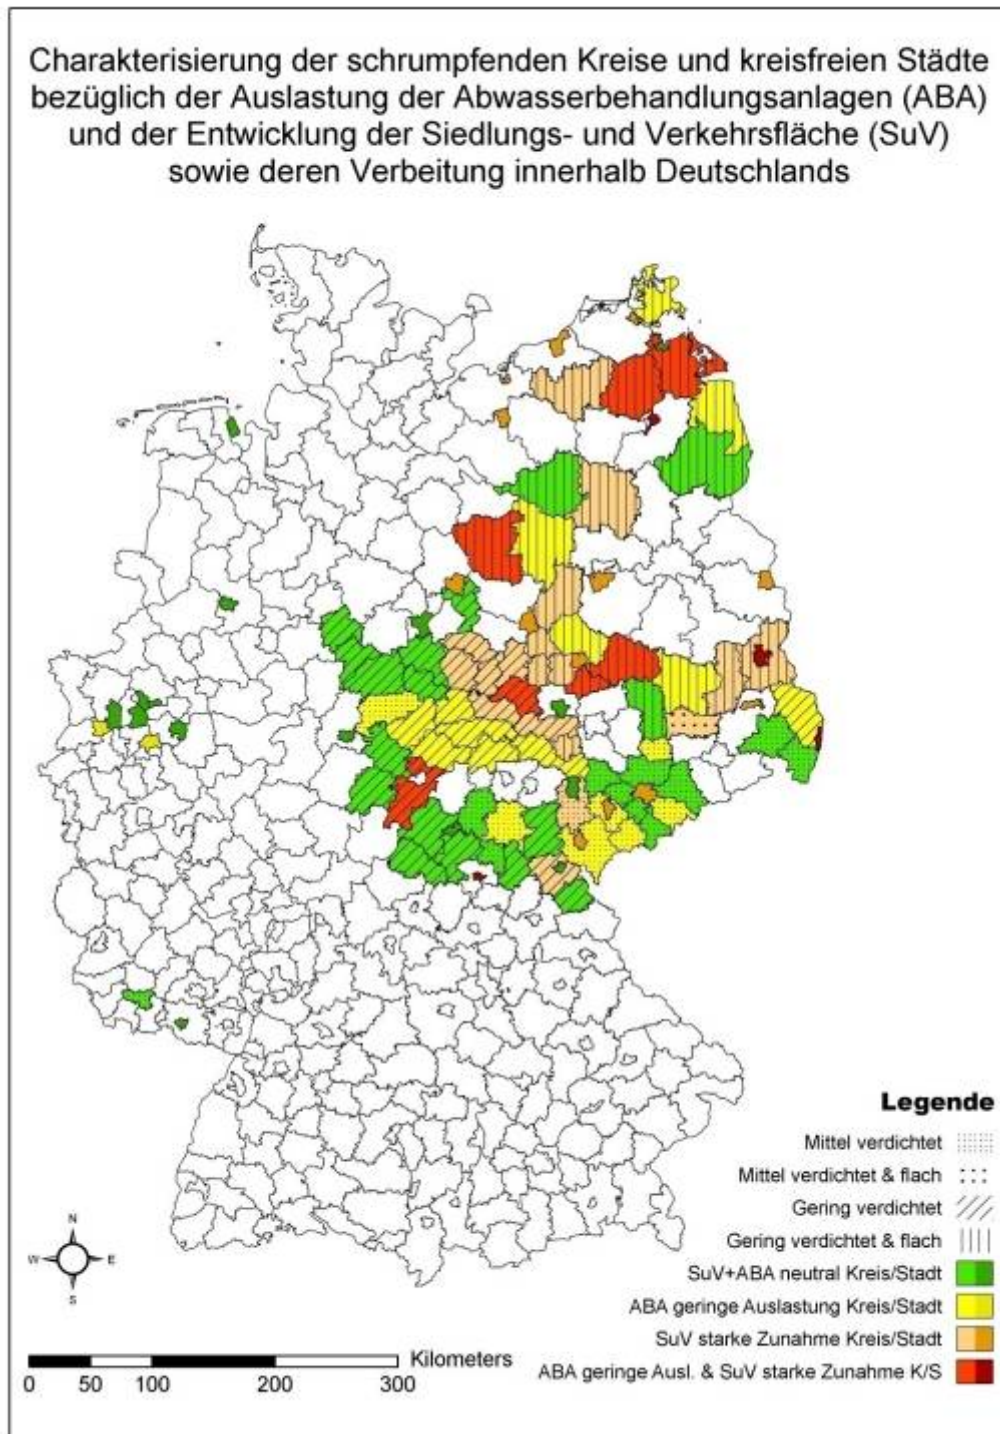 Charakterisierung der schrumpfenden Kreise und kreisfreien Städte
bezüglich der Auslastung der Abwasserbehandlungsanlagen (ABA)
und der Entwicklung der Siedlungs- und Verkehrsfläche (SuV)
sowie deren Verbeitung innerhalb Deutschlands
Legende
Mittel verdichtet
Mittel verdichtet & flach
Gering verdichtet
Gering verdichtet & flach
SuV+ABA neutral Kreis/Stadt
ABA geringe Auslastung Kreis/Stadt
SuV starke Zunahme Kreis/Stadt
ABA geringe Ausl. & SuV starke Zunahme K/S
N
W E
S
Kilometers
0 50 100 200 300